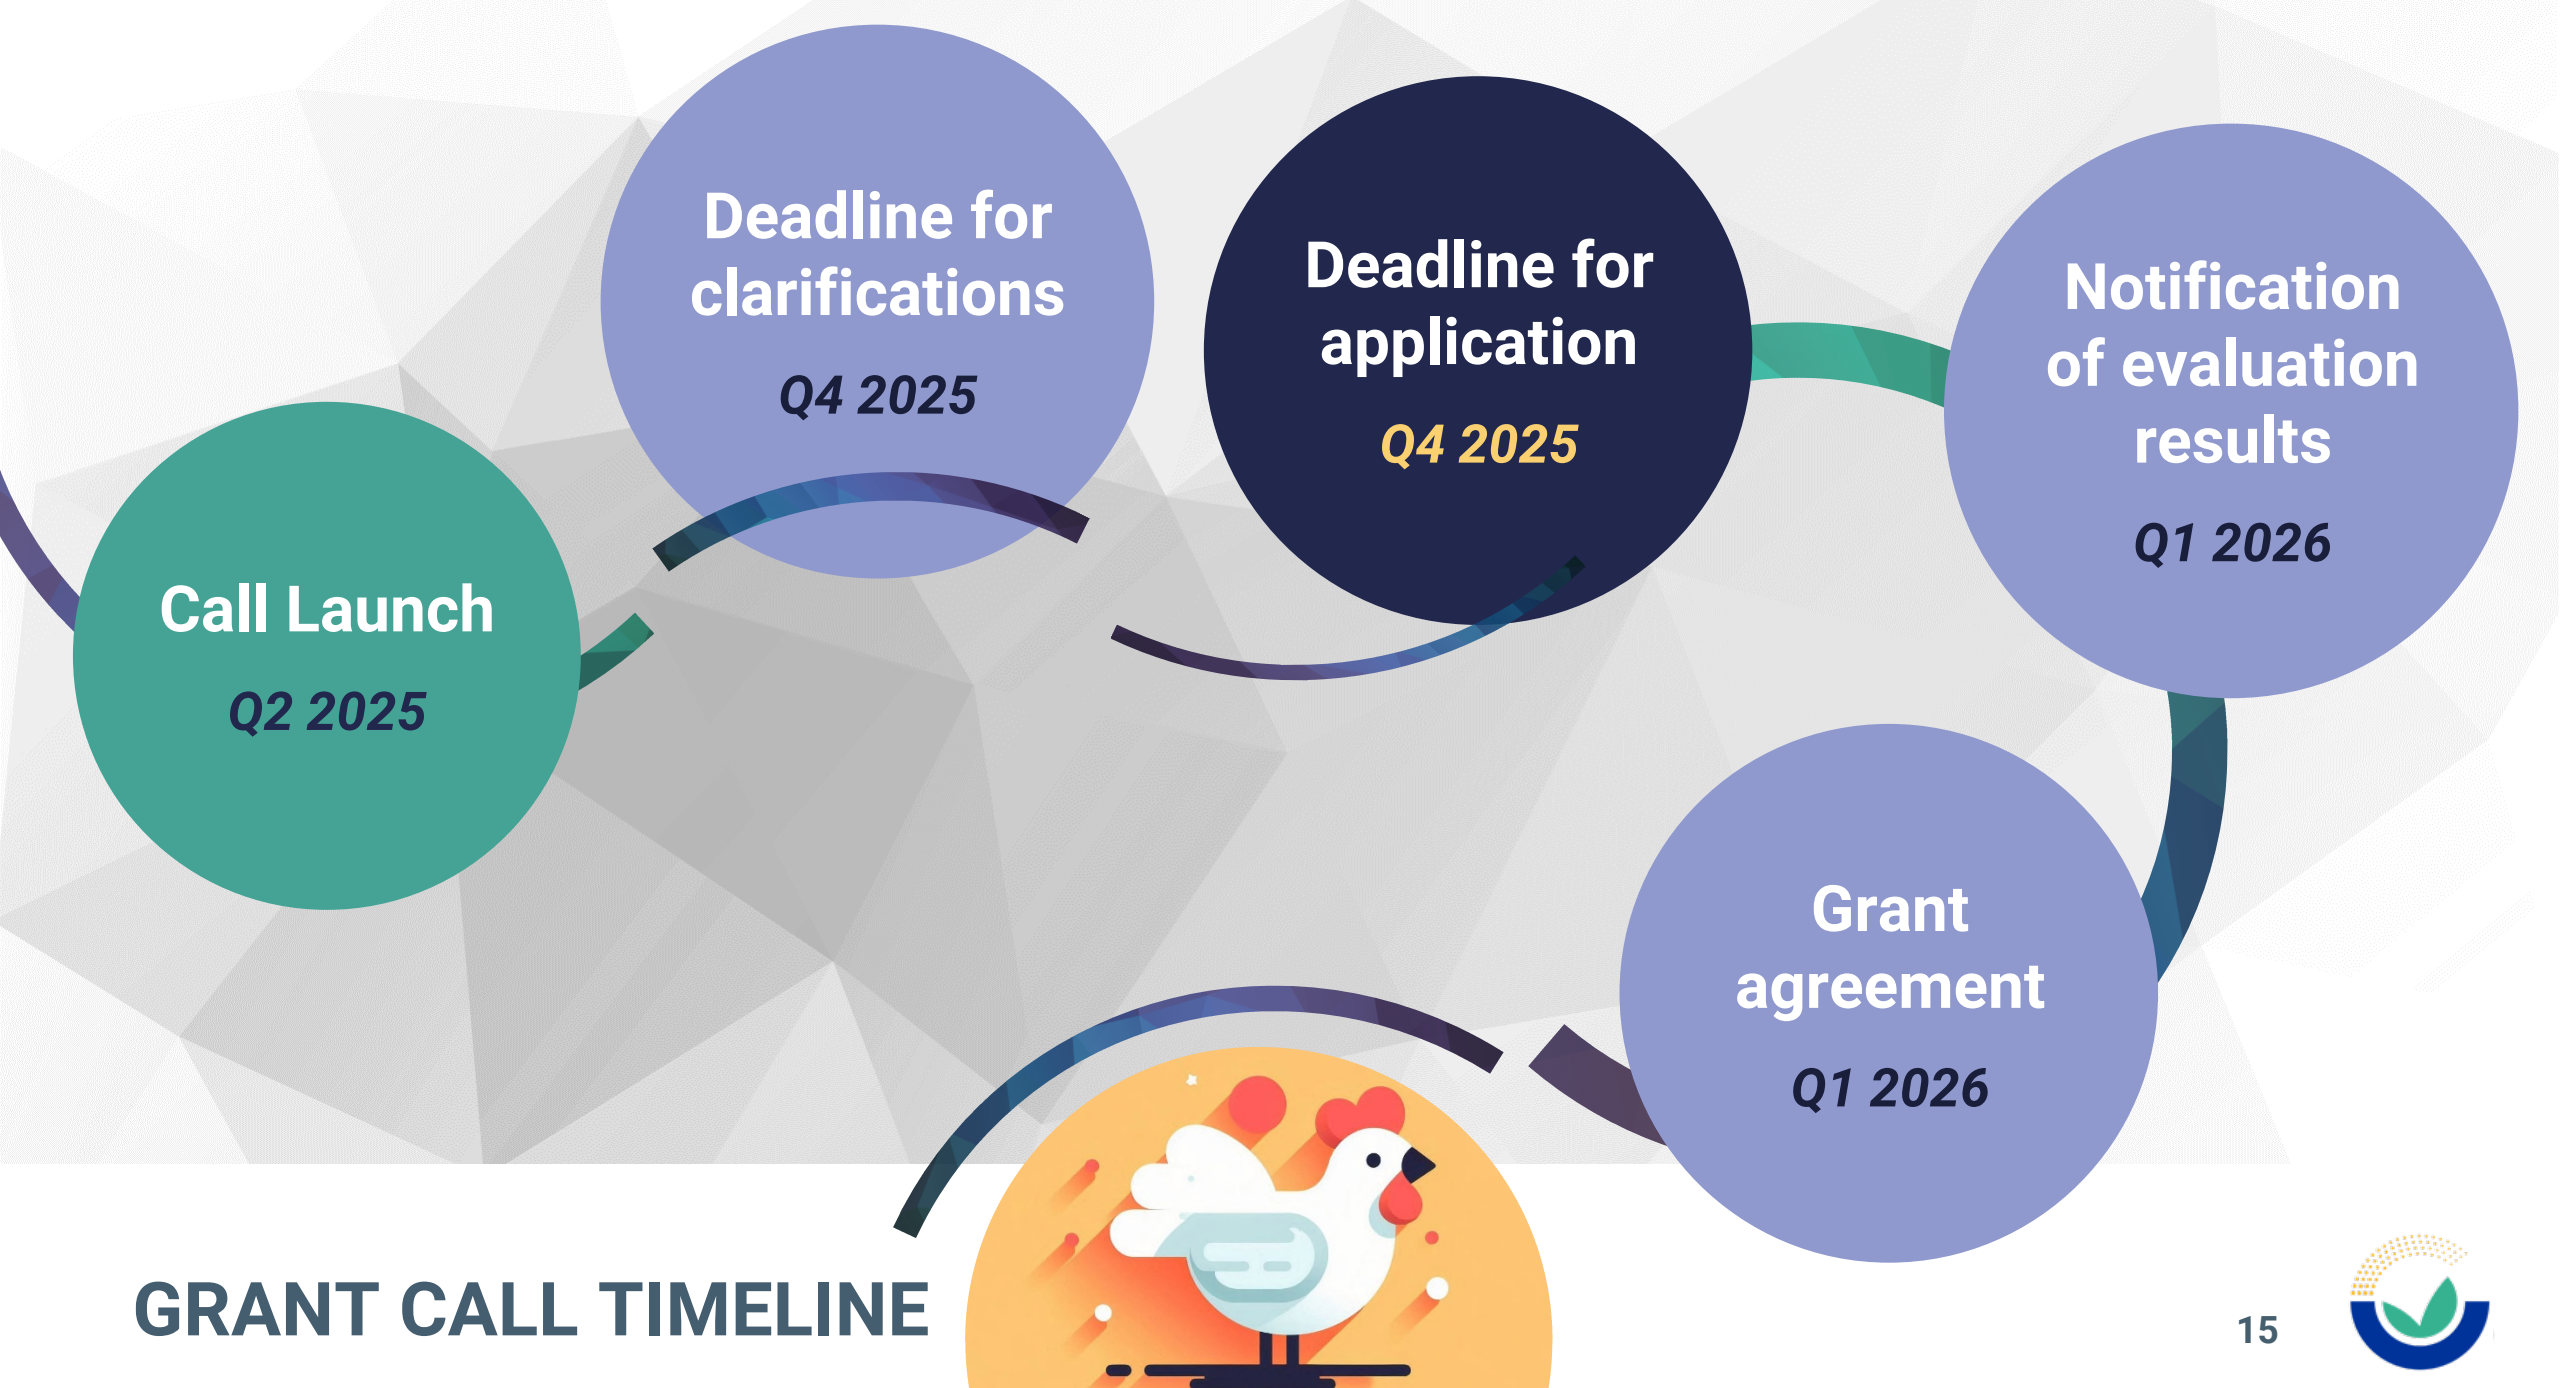 Call Launch
Q2 2025
Deadline for
clarifications
Q4 2025
Deadline for
application
Q4 2025
Notification
of evaluation
results
Q1 2026
Grant
agreement
Q1 2026
GRANT CALL TIMELINE
15